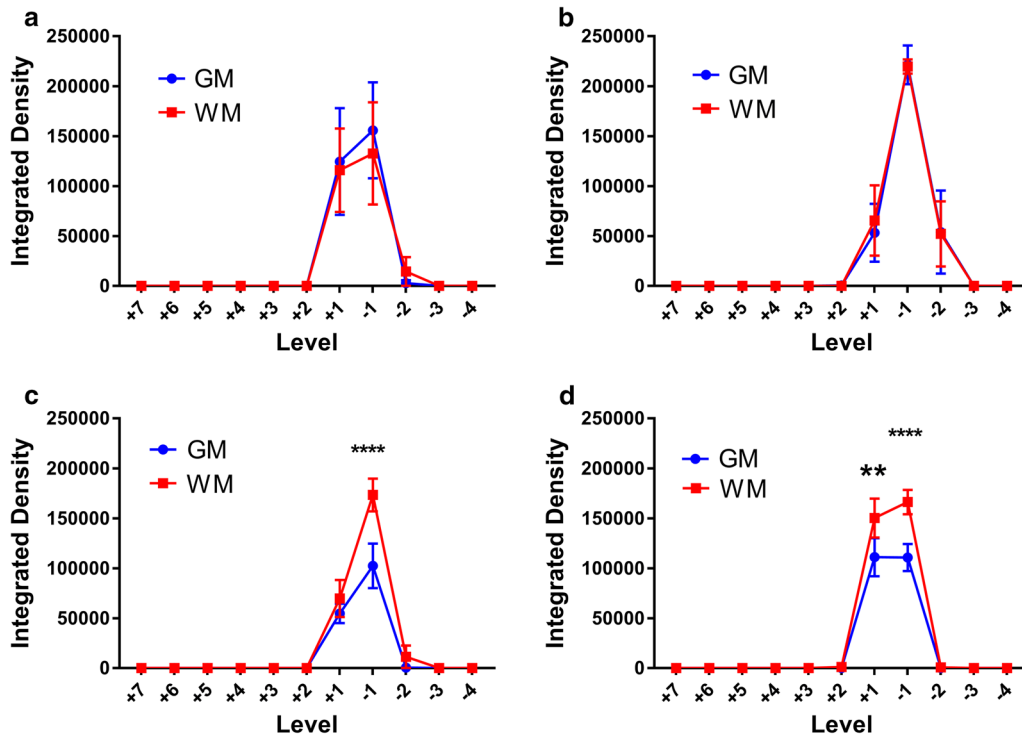 a
Integrated Density
250000
200000
150000
100000
50000
0
GM
WM
+7 +6 +5 +4 +3 +2 +1 -1 -2 -3 -4
Level
b
Integrated Density
250000
200000
150000
100000
50000
0
GM
WM
+7 +6 +5 +4 +3 +2 +1 -1 -2 -3 -4
Level
c
Integrated Density
250000
200000
150000
100000
50000
0
GM
WM
****
+7 +6 +5 +4 +3 +2 +1 -1 -2 -3 -4
Level
d
Integrated Density
250000
200000
150000
100000
50000
0
GM
WM
****
**
+7 +6 +5 +4 +3 +2 +1 -1 -2 -3 -4
Level